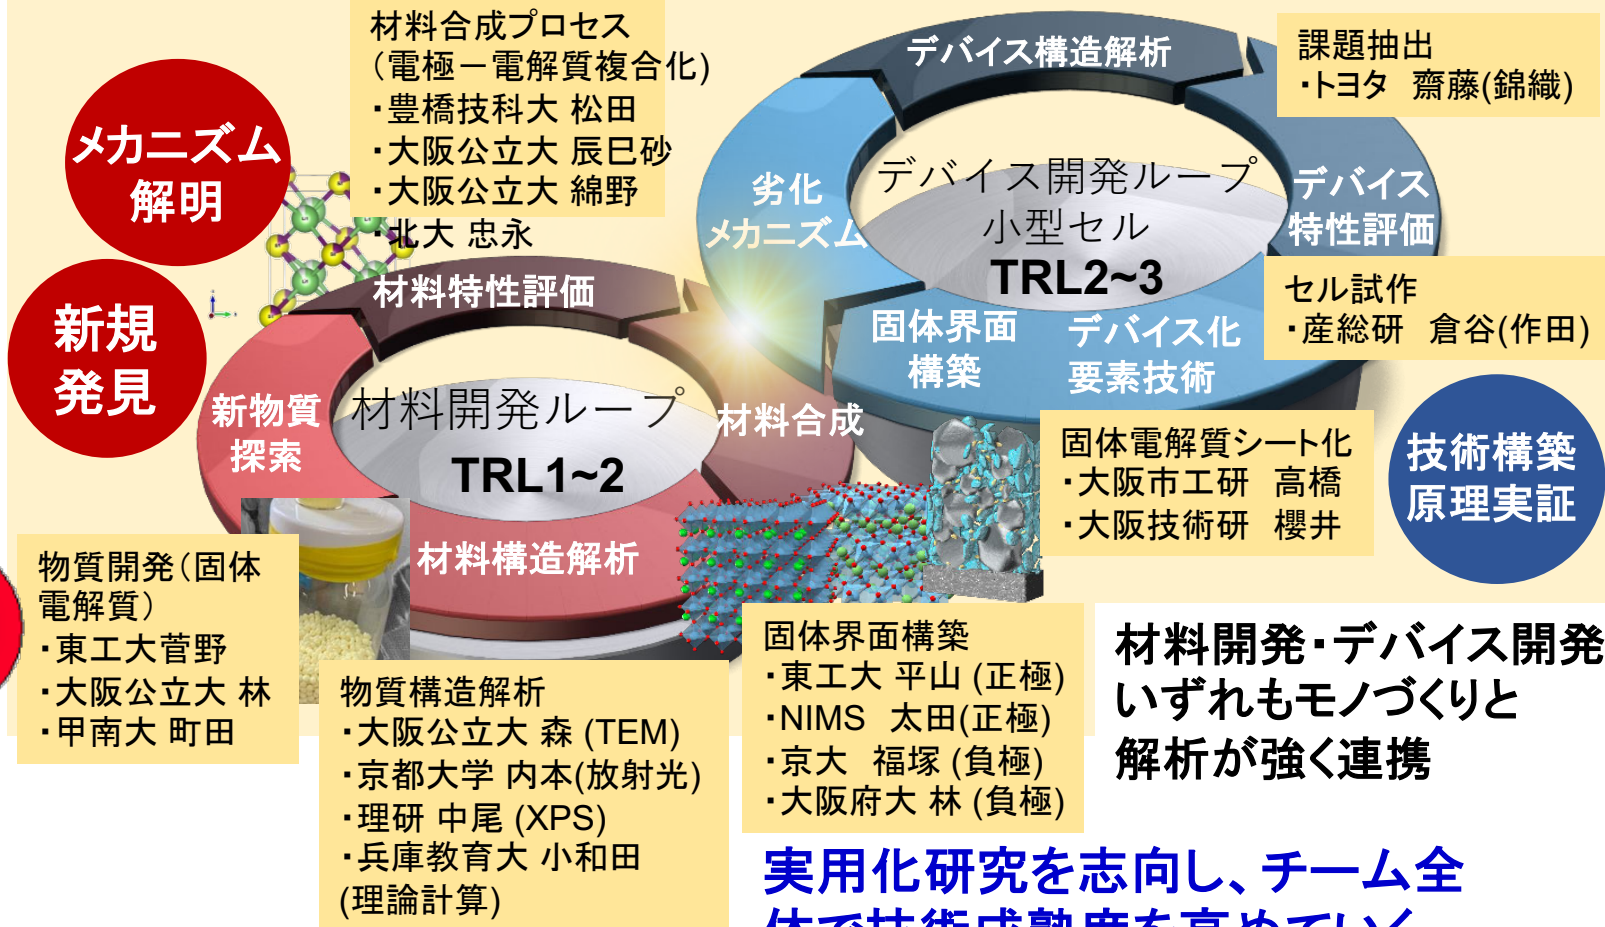 材料合成プロセス
（電極－電解質複合化)
・豊橋技科大 松田
・大阪公立大 辰巳砂
・大阪公立大 綿野
・北大 忠永
デバイス構造解析
課題抽出
・トヨタ　齋藤(錦織)
メカニズム
解明
劣化
メカニズム
デバイス開発ループ
小型セル
TRL2~3
デバイス
特性評価
新規
発見
材料特性評価
固体界面
構築
デバイス化
要素技術
セル試作
・産総研　倉谷(作田)
新物質
探索
材料開発ループ
TRL1~2
材料合成
材料構造解析
固体電解質シート化
・大阪市工研　高橋
・大阪技術研　櫻井
技術構築
原理実証
物質開発（固体
電解質）
・東工大菅野
・大阪公立大 林
・甲南大 町田
物質構造解析
・大阪公立大 森 (TEM)
・京都大学 内本(放射光)
・理研 中尾 (XPS)
・兵庫教育大 小和田
(理論計算)
固体界面構築
・東工大 平山 (正極)
・NIMS　太田(正極)
・京大　福塚 (負極)
・大阪府大 林 (負極)
材料開発・デバイス開発
いずれもモノづくりと
解析が強く連携
実用化研究を志向し、チーム全
体で技術成熟度を高めていく